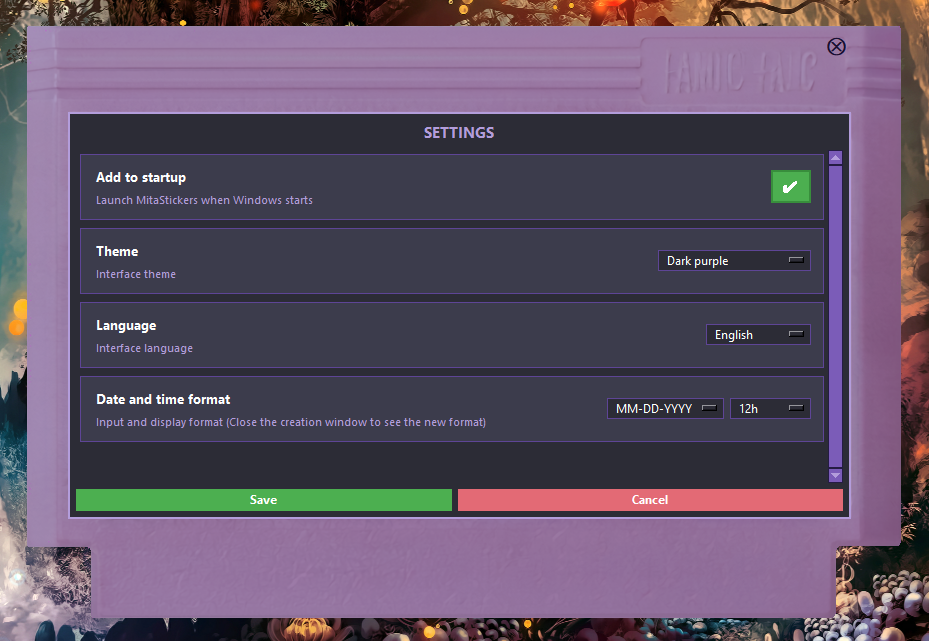 SETTINGS
Add to startup
Launch MitaStickers when Windows starts
Theme
Interface theme
Dark purple
Language
Interface language
English
Date and time format
Input and display format (Close the creation window to see the new format)
MM-DD-YYYY
12h
Save
Cancel